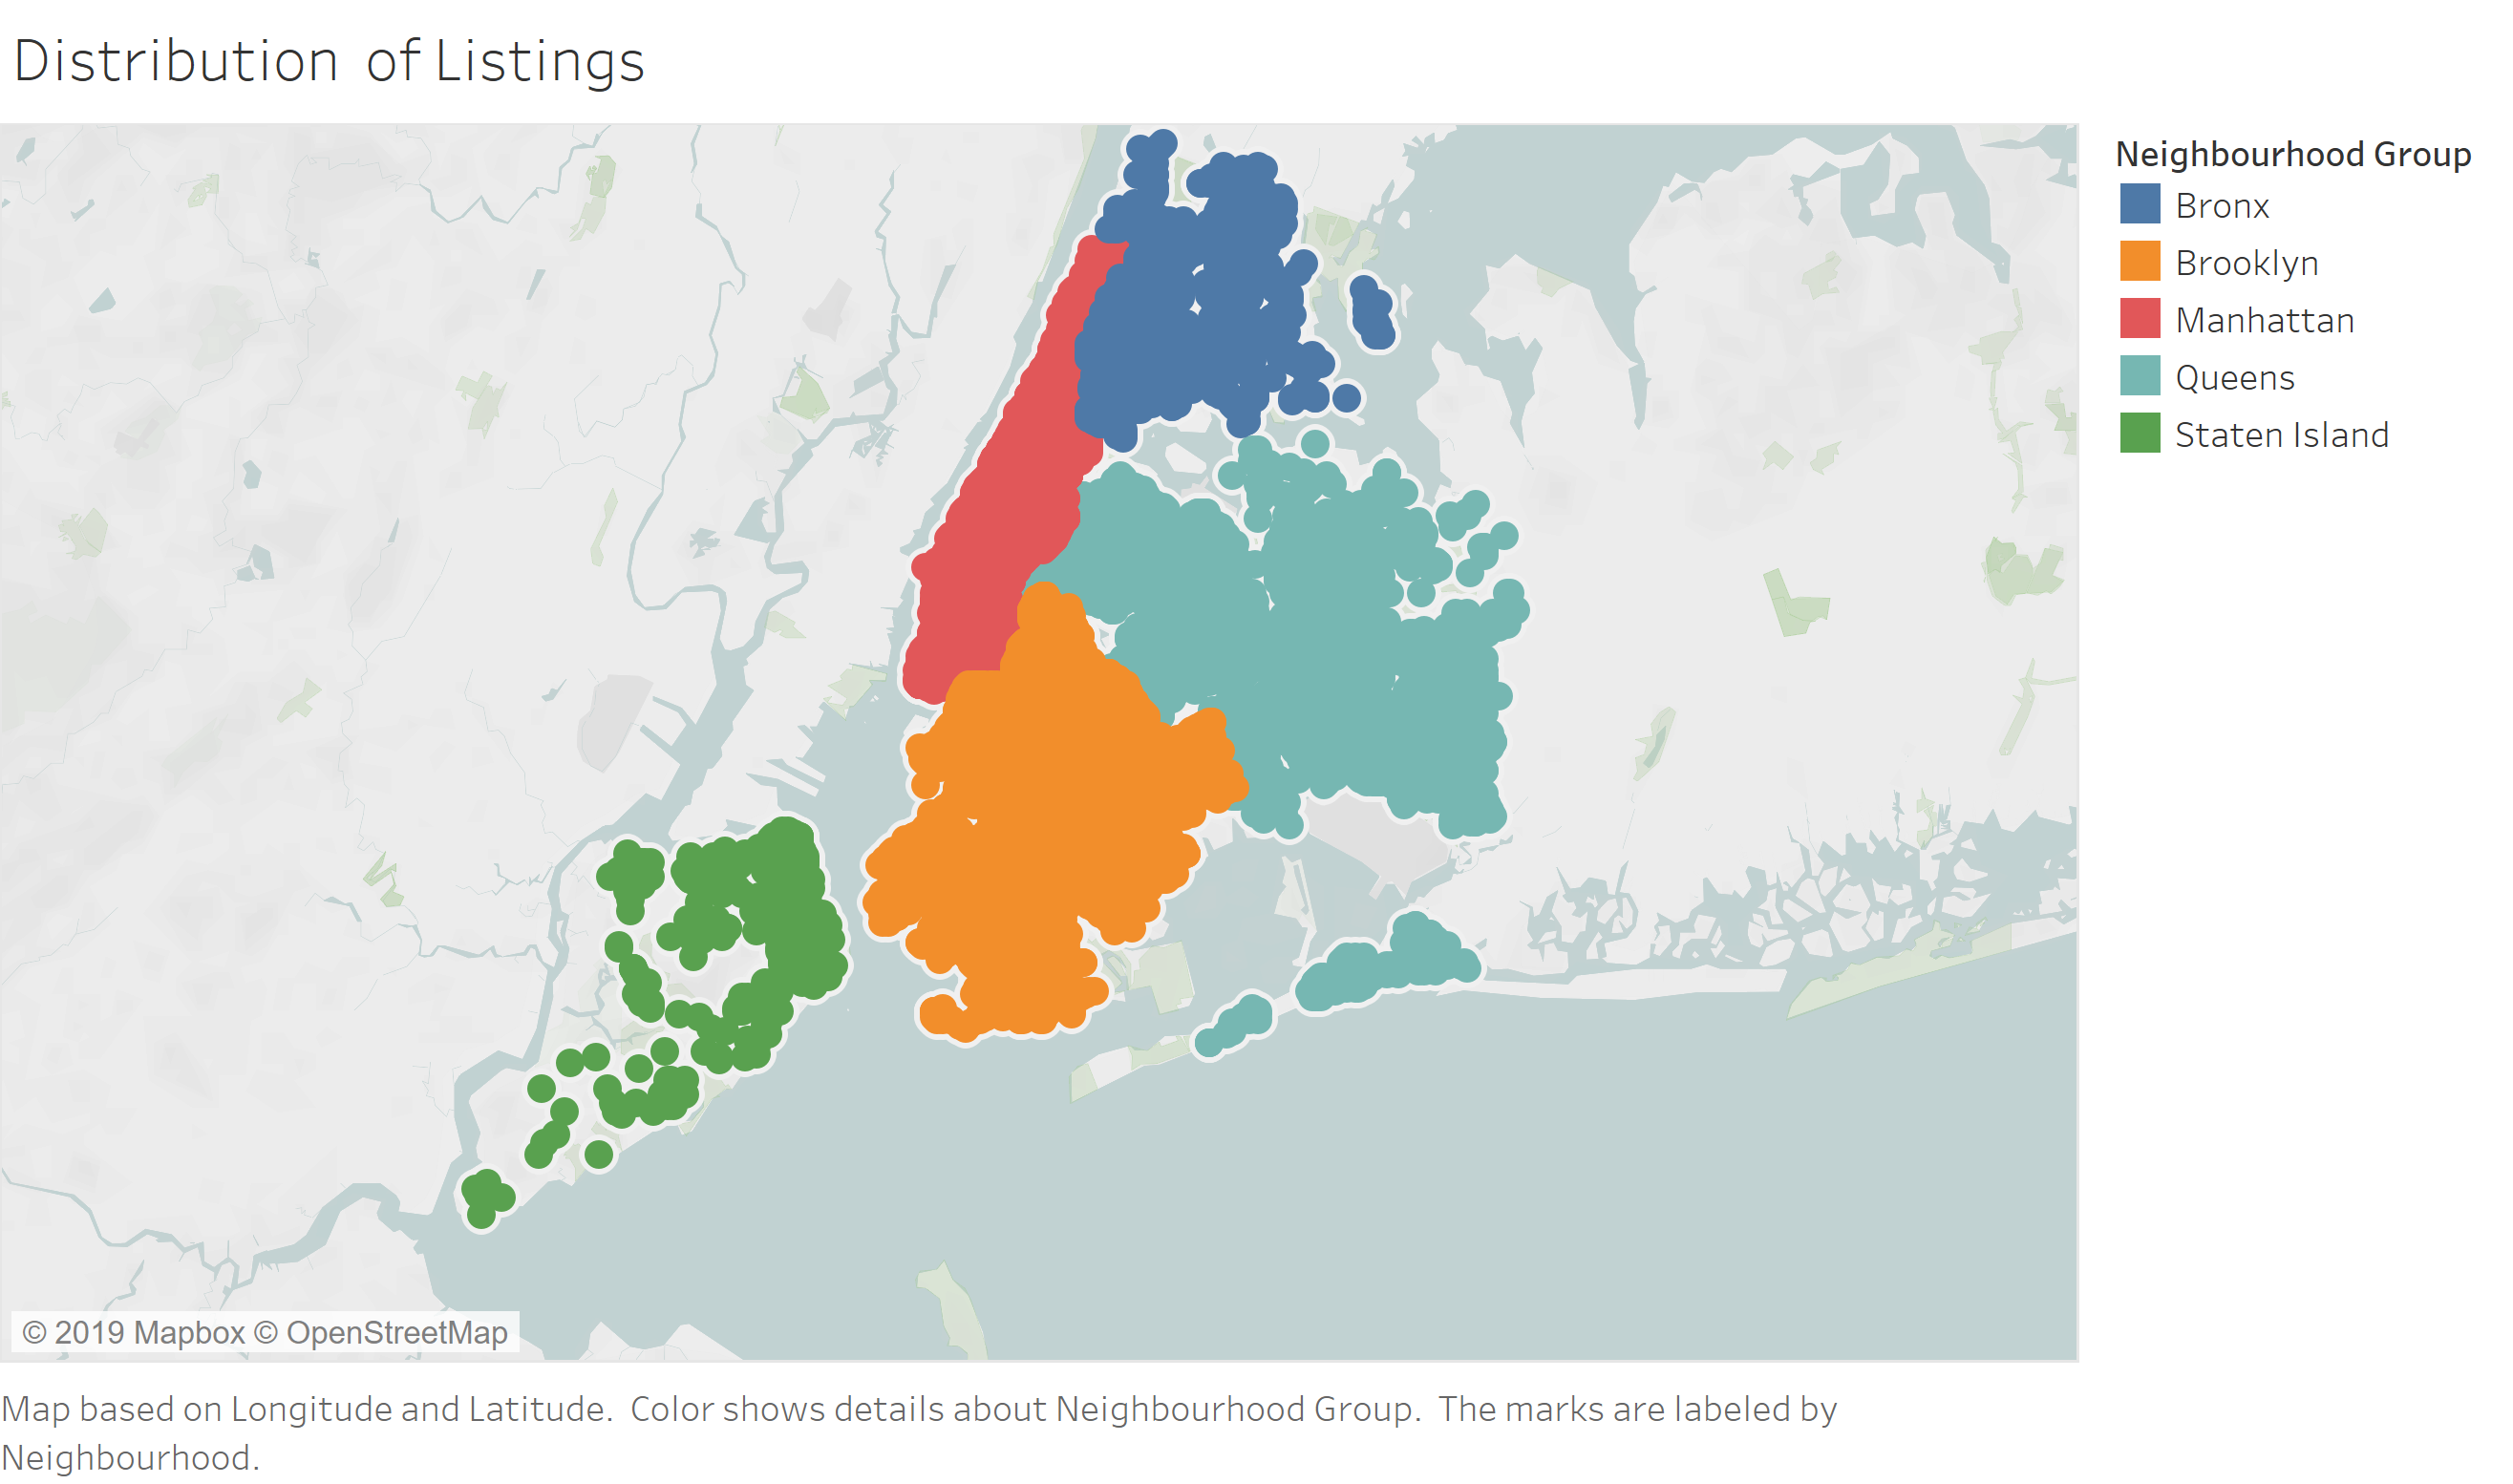 Distribution of Listings
Neighbourhood Group
Bronx
Brooklyn
Manhattan
Queens
Staten Island
© 2019 Mapbox © OpenStreetMap
Map based on Longitude and Latitude. Color shows details about Neighbourhood Group. The marks are labeled by
Neighbourhood.